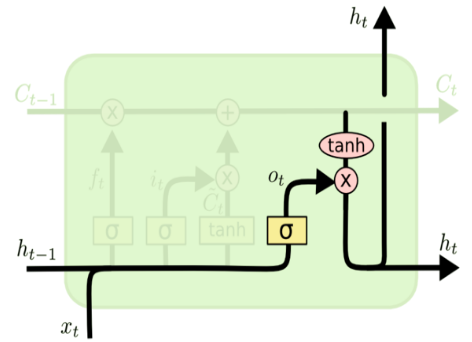 h_t
C_{t-1} C_t
x +
tanh
f_t i_t x o_t x
C̃_t
σ σ tanh σ
h_{t-1} h_t
x_t